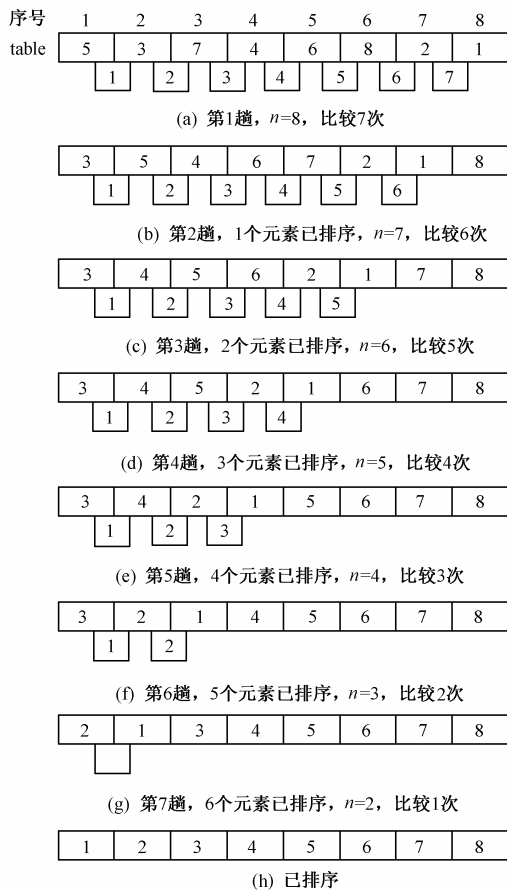 序号 1 2 3 4 5 6 7 8
table 5 3 7 4 6 8 2 1
1 2 3 4 5 6 7
(a) 第1趟，n=8，比较7次
3 5 4 6 7 2 1 8
1 2 3 4 5 6
(b) 第2趟，1个元素已排序，n=7，比较6次
3 4 5 6 2 1 7 8
1 2 3 4 5
(c) 第3趟，2个元素已排序，n=6，比较5次
3 4 5 2 1 6 7 8
1 2 3 4
(d) 第4趟，3个元素已排序，n=5，比较4次
3 4 2 1 5 6 7 8
1 2 3
(e) 第5趟，4个元素已排序，n=4，比较3次
3 2 1 4 5 6 7 8
1 2
(f) 第6趟，5个元素已排序，n=3，比较2次
2 1 3 4 5 6 7 8
(g) 第7趟，6个元素已排序，n=2，比较1次
1 2 3 4 5 6 7 8
(h) 已排序